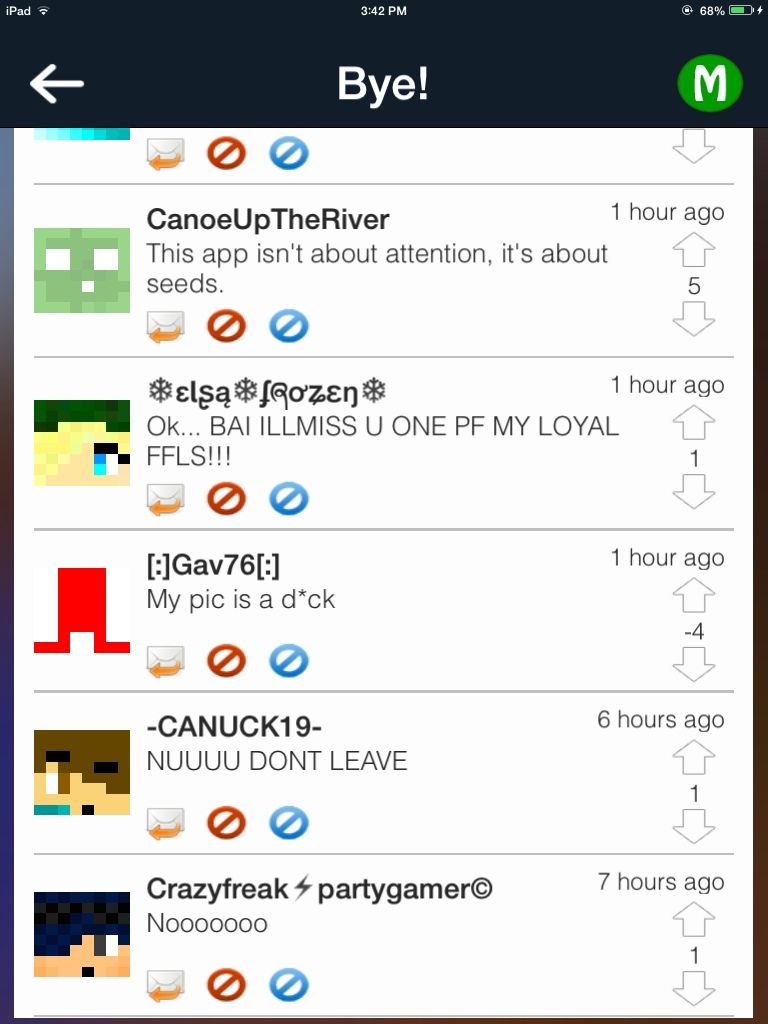 iPad 3:42 PM 68%
Bye!
M
CanoeUpTheRiver 1 hour ago
This app isn't about attention, it's about
seeds.
5
❄ɛƖʂą❄ʄཞơʑɛŋ❄ 1 hour ago
Ok... BAI ILLMISS U ONE PF MY LOYAL
FFLS!!!
1
[:]Gav76[:] 1 hour ago
My pic is a d*ck
-4
-CANUCK19- 6 hours ago
NUUUU DONT LEAVE
1
Crazyfreak⚡partygamer© 7 hours ago
Nooooooo
1